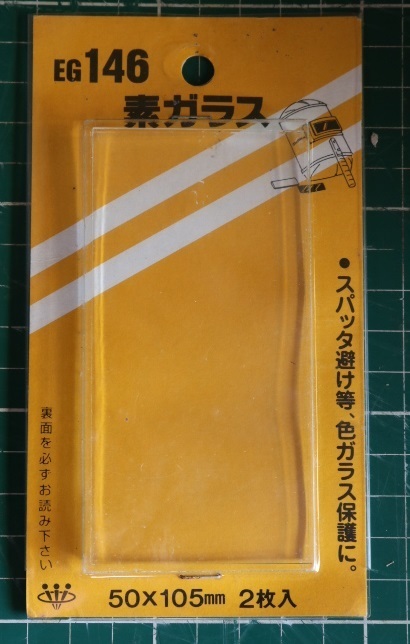 EG146
素ガラス
●スパッタ避け等、色ガラス保護に。
裏面を必ずお読み下さい
50×105mm 2枚入